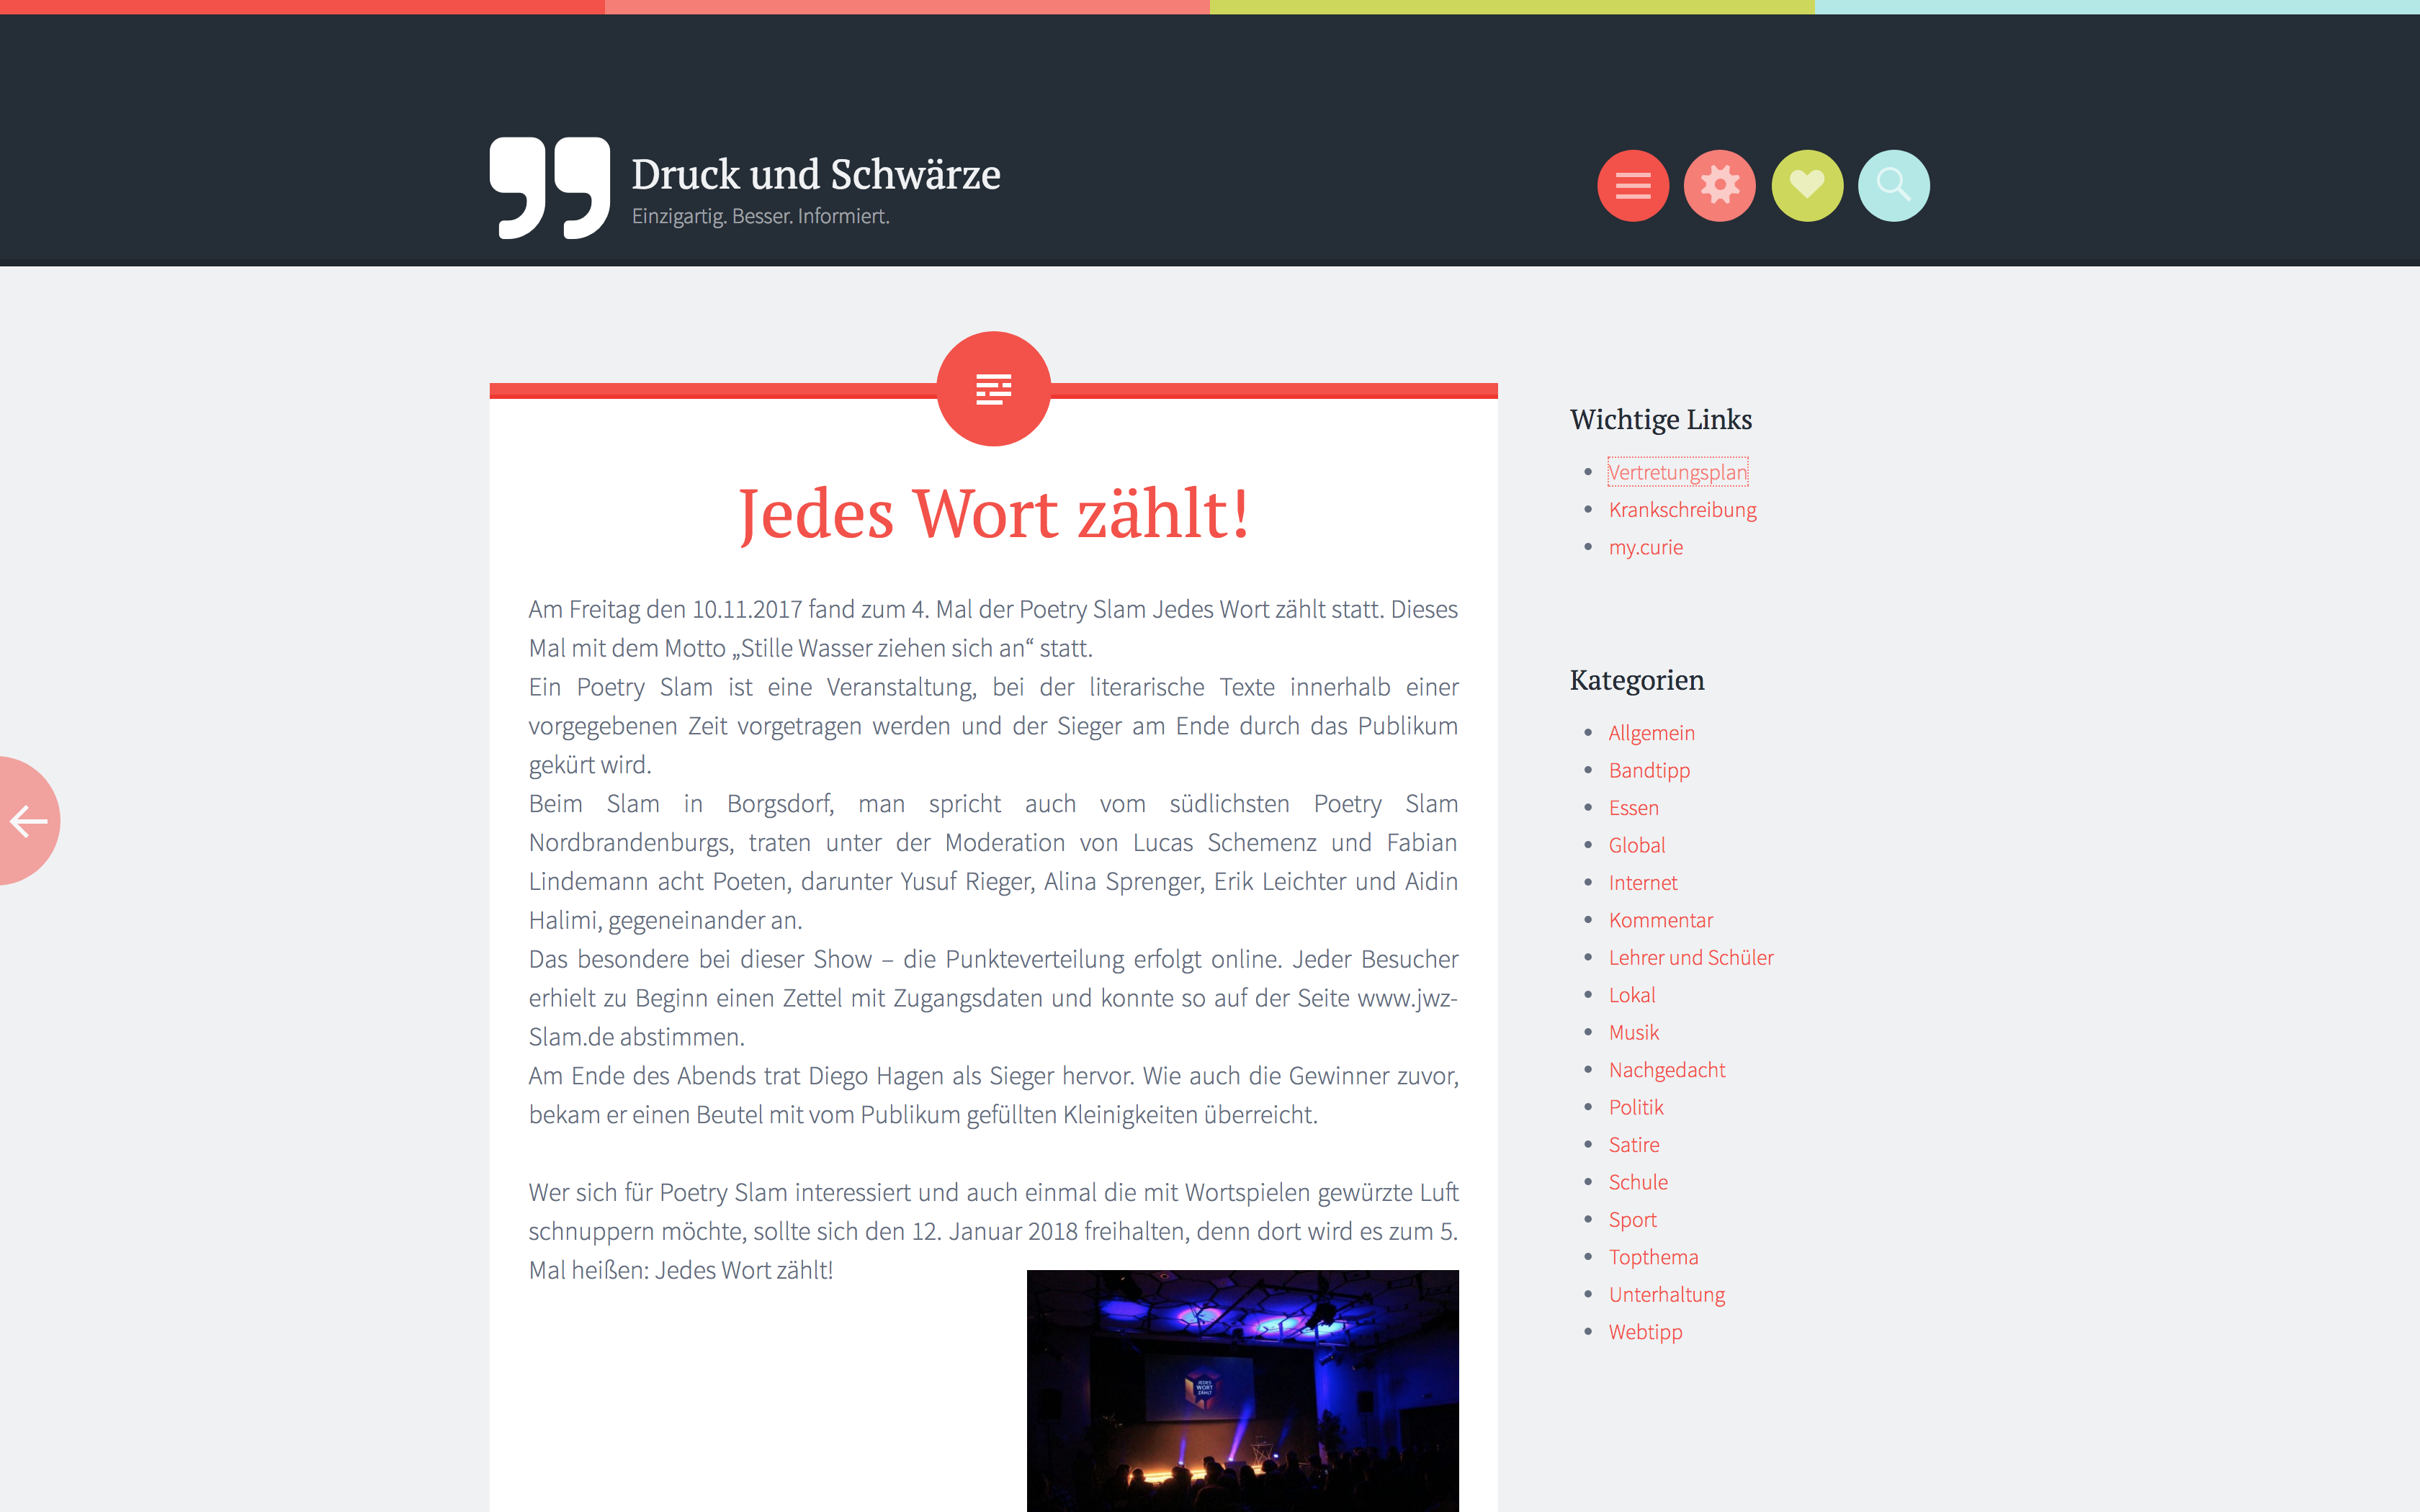 Druck und Schwärze
Einzigartig. Besser. Informiert.
Jedes Wort zählt!
Am Freitag den 10.11.2017 fand zum 4. Mal der Poetry Slam Jedes Wort zählt statt. Dieses
Mal mit dem Motto „Stille Wasser ziehen sich an“ statt.
Ein Poetry Slam ist eine Veranstaltung, bei der literarische Texte innerhalb einer
vorgegebenen Zeit vorgetragen werden und der Sieger am Ende durch das Publikum
gekürt wird.
Beim Slam in Borgsdorf, man spricht auch vom südlichsten Poetry Slam
Nordbrandenburgs, traten unter der Moderation von Lucas Schemenz und Fabian
Lindemann acht Poeten, darunter Yusuf Rieger, Alina Sprenger, Erik Leichter und Aidin
Halimi, gegeneinander an.
Das besondere bei dieser Show – die Punkteverteilung erfolgt online. Jeder Besucher
erhielt zu Beginn einen Zettel mit Zugangsdaten und konnte so auf der Seite www.jwz-
Slam.de abstimmen.
Am Ende des Abends trat Diego Hagen als Sieger hervor. Wie auch die Gewinner zuvor,
bekam er einen Beutel mit vom Publikum gefüllten Kleinigkeiten überreicht.
Wer sich für Poetry Slam interessiert und auch einmal die mit Wortspielen gewürzte Luft
schnuppern möchte, sollte sich den 12. Januar 2018 freihalten, denn dort wird es zum 5.
Mal heißen: Jedes Wort zählt!
JEDES
WORT
ZÄHLT
Wichtige Links
Vertretungsplan
Krankschreibung
my.curie
Kategorien
Allgemein
Bandtipp
Essen
Global
Internet
Kommentar
Lehrer und Schüler
Lokal
Musik
Nachgedacht
Politik
Satire
Schule
Sport
Topthema
Unterhaltung
Webtipp